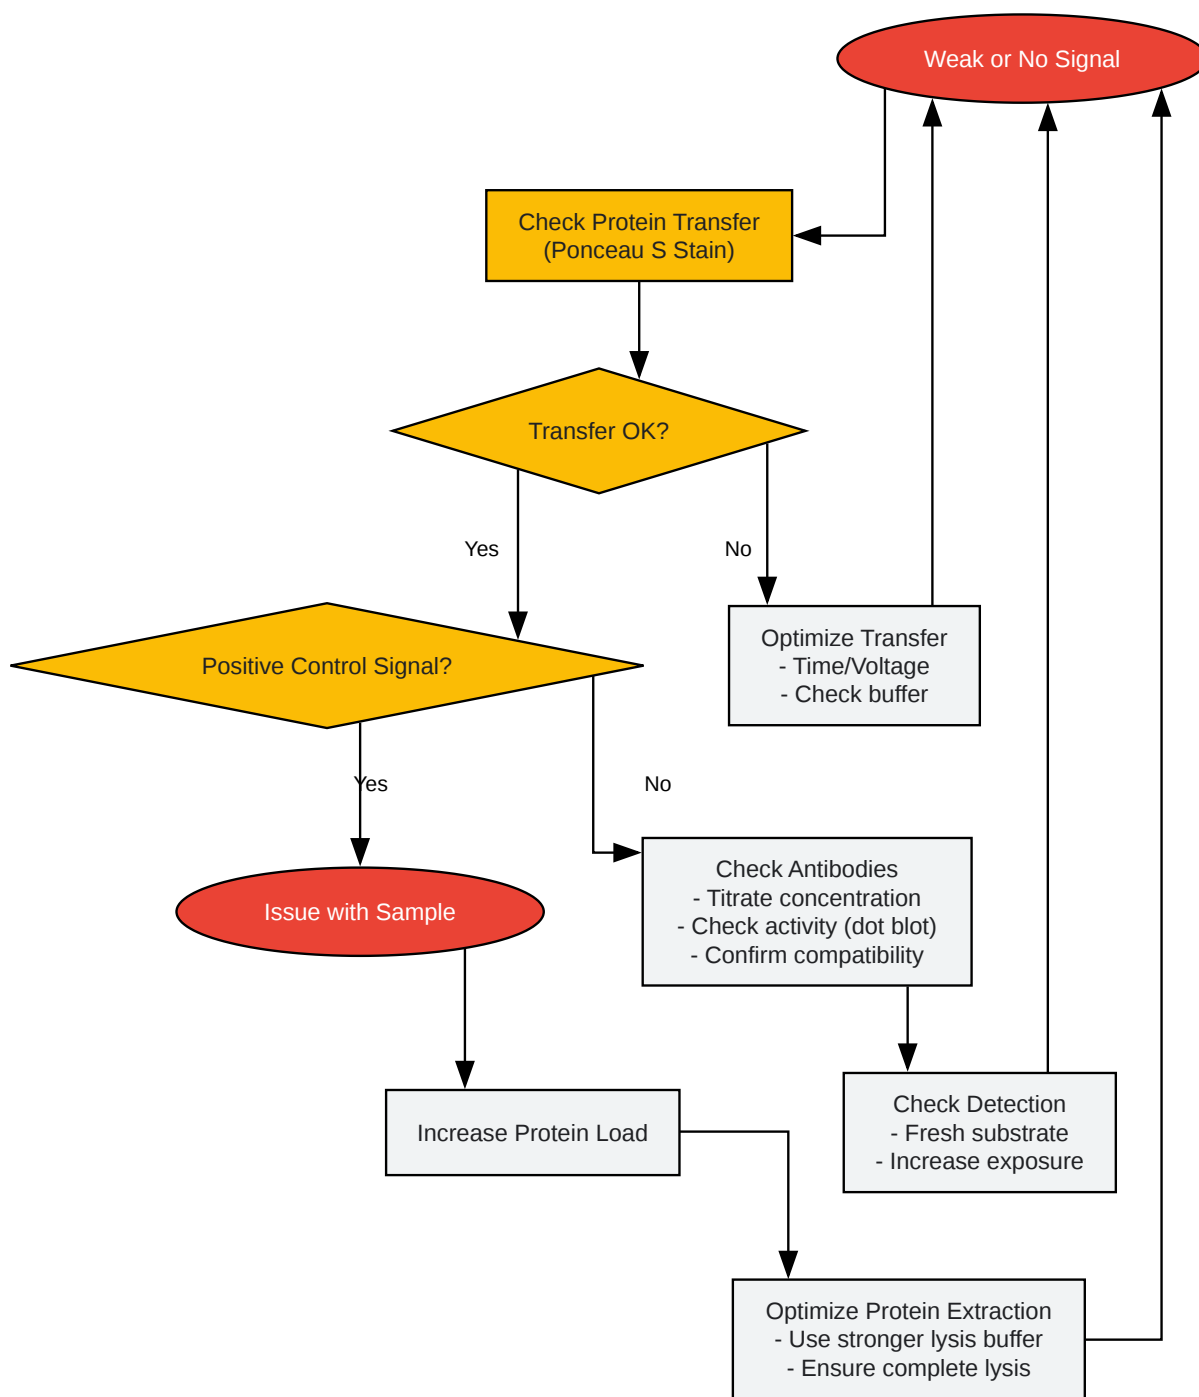 Weak or No Signal
Check Protein Transfer
(Ponceau S Stain)
Transfer OK?
Yes
No
Optimize Transfer
- Time/Voltage
- Check buffer
Positive Control Signal?
Yes
No
Check Antibodies
- Titrate concentration
- Check activity (dot blot)
- Confirm compatibility
Issue with Sample
Check Detection
- Fresh substrate
- Increase exposure
Increase Protein Load
Optimize Protein Extraction
- Use stronger lysis buffer
- Ensure complete lysis